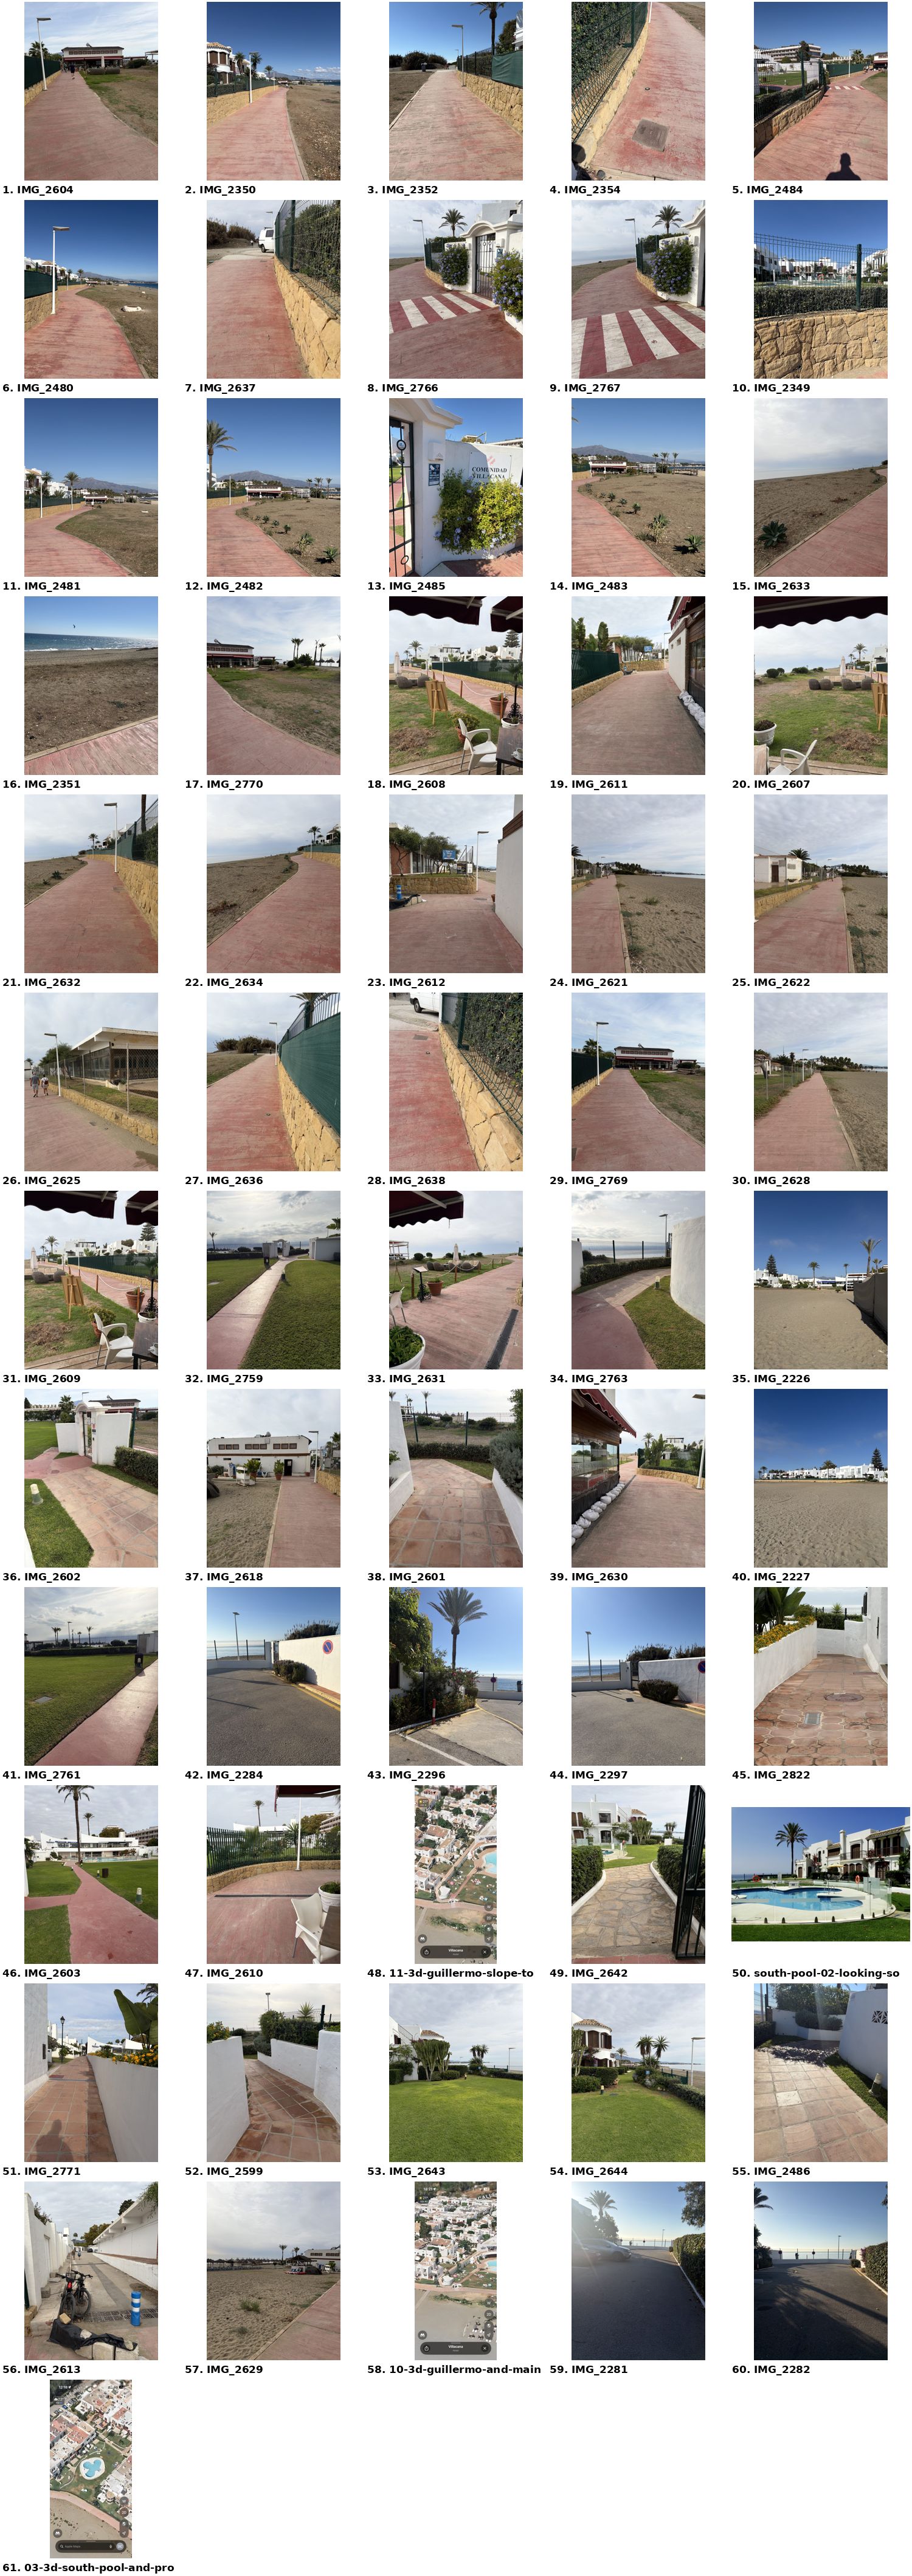 1. IMG_2604
2. IMG_2350
3. IMG_2352
4. IMG_2354
5. IMG_2484
6. IMG_2480
7. IMG_2637
8. IMG_2766
9. IMG_2767
10. IMG_2349
11. IMG_2481
12. IMG_2482
COMUNIDAD
VILLACANA
13. IMG_2485
14. IMG_2483
15. IMG_2633
16. IMG_2351
17. IMG_2770
18. IMG_2608
19. IMG_2611
20. IMG_2607
21. IMG_2632
22. IMG_2634
23. IMG_2612
24. IMG_2621
25. IMG_2622
26. IMG_2625
27. IMG_2636
28. IMG_2638
29. IMG_2769
30. IMG_2628
31. IMG_2609
32. IMG_2759
33. IMG_2631
34. IMG_2763
35. IMG_2226
36. IMG_2602
37. IMG_2618
38. IMG_2601
39. IMG_2630
40. IMG_2227
41. IMG_2761
42. IMG_2284
43. IMG_2296
44. IMG_2297
45. IMG_2822
46. IMG_2603
47. IMG_2610
Villacana
48. 11-3d-guillermo-slope-to
49. IMG_2642
50. south-pool-02-looking-so
51. IMG_2771
52. IMG_2599
53. IMG_2643
54. IMG_2644
55. IMG_2486
56. IMG_2613
57. IMG_2629
Villacana
58. 10-3d-guillermo-and-main
59. IMG_2281
60. IMG_2282
61. 03-3d-south-pool-and-pro